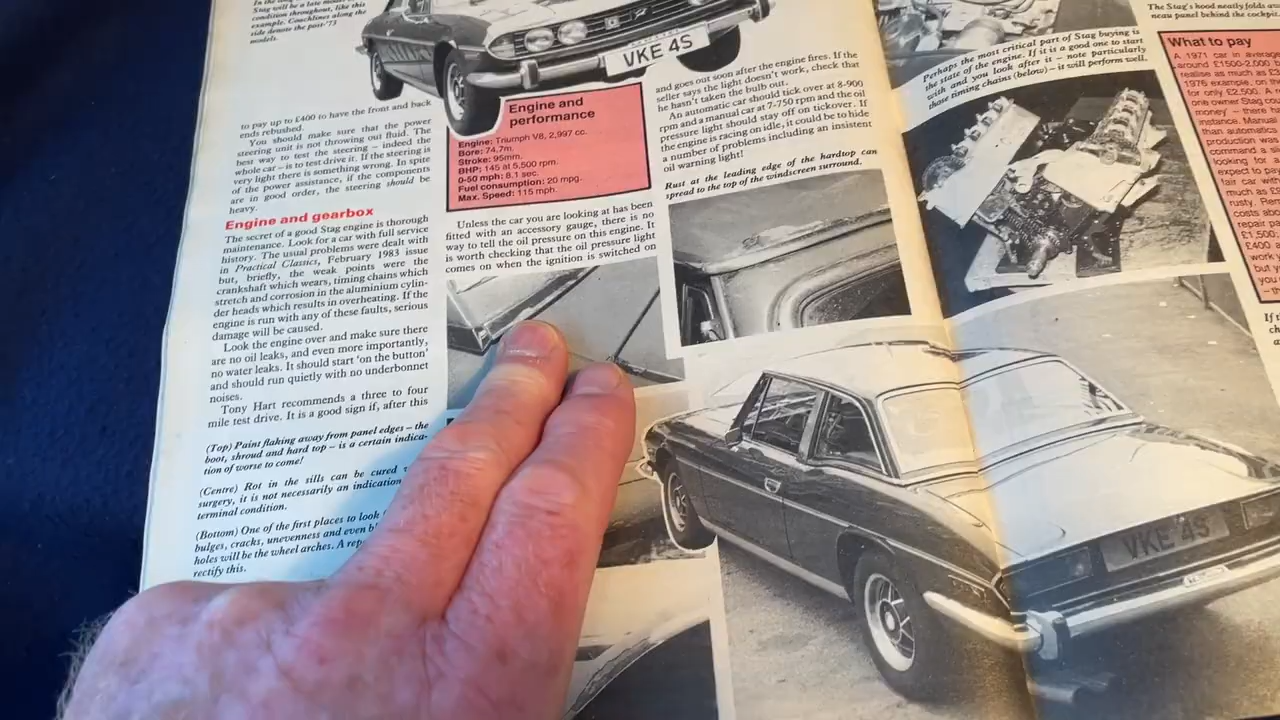 In the
Stag will be a late mode
condition throughout, like this
example. Coachlines along the
side denote the post-'73
models.
VKE 4S
to pay up to £400 to have the front and back
ends rebushed.
You should make sure that the power
steering unit is not throwing out fluid. The
best way to test the steering – indeed the
whole car – is to test drive it. If the steering is
very light there is something wrong. In spite
of the power assistance, if the components
are in good order, the steering should be
heavy.
Engine and gearbox
The secret of a good Stag engine is thorough
maintenance. Look for a car with full service
history. The usual problems were dealt with
in Practical Classics, February 1983 issue
but, briefly, the weak points were the
crankshaft which wears, timing chains which
stretch and corrosion in the aluminium cylin-
der heads which results in overheating. If the
engine is run with any of these faults, serious
damage will be caused.
Look the engine over and make sure there
are no oil leaks, and even more importantly,
no water leaks. It should start 'on the button'
and should run quietly with no underbonnet
noises.
Tony Hart recommends a three to four
mile test drive. It is a good sign if, after this
(Top) Paint flaking away from panel edges – the
boot, shroud and hard top – is a certain indica-
tion of worse to come!
(Centre) Rot in the sills can be cured
surgery, it is not necessarily an indication
terminal condition.
(Bottom) One of the first places to look
bulges, cracks, unevenness and even
holes will be the wheel arches. A
rectify this.
Engine and
performance
Engine: Triumph V8, 2,997 cc.
Bore: 74.7m.
Stroke: 95mm.
BHP: 145 at 5,500 rpm.
0-50 mph: 8.1 sec.
Fuel consumption: 20 mpg.
Max. Speed: 115 mph.
Unless the car you are looking at has been
fitted with an accessory gauge, there is no
way to tell the oil pressure on this engine. It
is worth checking that the oil pressure light
comes on when the ignition is switched on
and goes out soon after the engine fires. If the
seller says the light doesn't work, check that
he hasn't taken the bulb out.
An automatic car should tick over at 8-900
rpm and a manual car at 7-750 rpm and the oil
pressure light should stay off on tickover. If
the engine is racing on idle, it could be to hide
a number of problems including an insistent
oil warning light!
Rust at the leading edge of the hardtop can
spread to the top of the windscreen surround.
Perhaps the most critical part of Stag buying is
the state of the engine. If it is a good one to start
with and you look after it – note particularly
those timing chains (below) – it will perform well.
The Stag's hood neatly folds aw
neau panel behind the cockpit.
What to pay
A 1971 car in average
around £1500-2,000 b
realise as much as £3
1976 example, on the
for only £2,500. A
one owner Stag cou
money – there b
instance. Manual
than automatics
production was
command a si
looking for a
expect to pa
fair car with
much as £5
rusty. Rem
costs abo
repair pa
£1,500;
£400
work y
but y
you
– th
If t
ch
a
VKE 4S